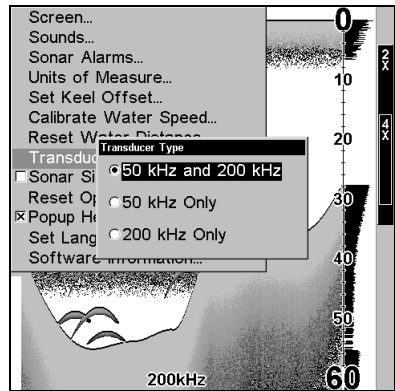 Screen...
Sounds...
Sonar Alarms...
Units of Measure...
Set Keel Offset...
Calibrate Water Speed...
Reset Water Distance...
Transduc
Sonar Si
Reset Op
Popup He
Set Lang
Software Information...
Transducer Type
50 kHz and 200 kHz
50 kHz Only
200 kHz Only
0
10
20
30
40
50
60
2X
4X
200kHz